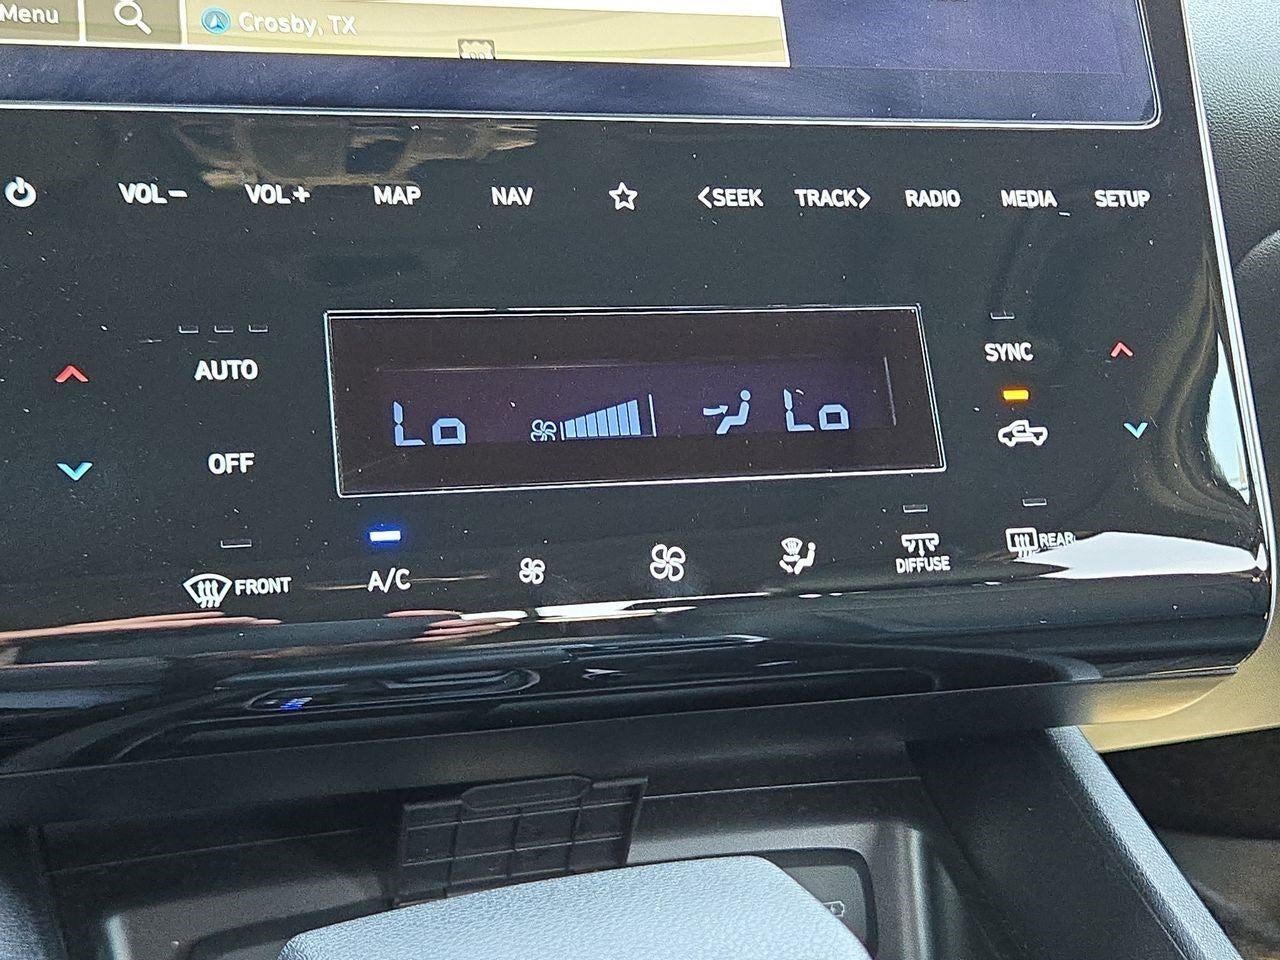 Menu
Crosby, TX
VOL− VOL+ MAP NAV <SEEK TRACK> RADIO MEDIA SETUP
AUTO SYNC
Lo Lo
OFF
FRONT A/C DIFFUSE REAR